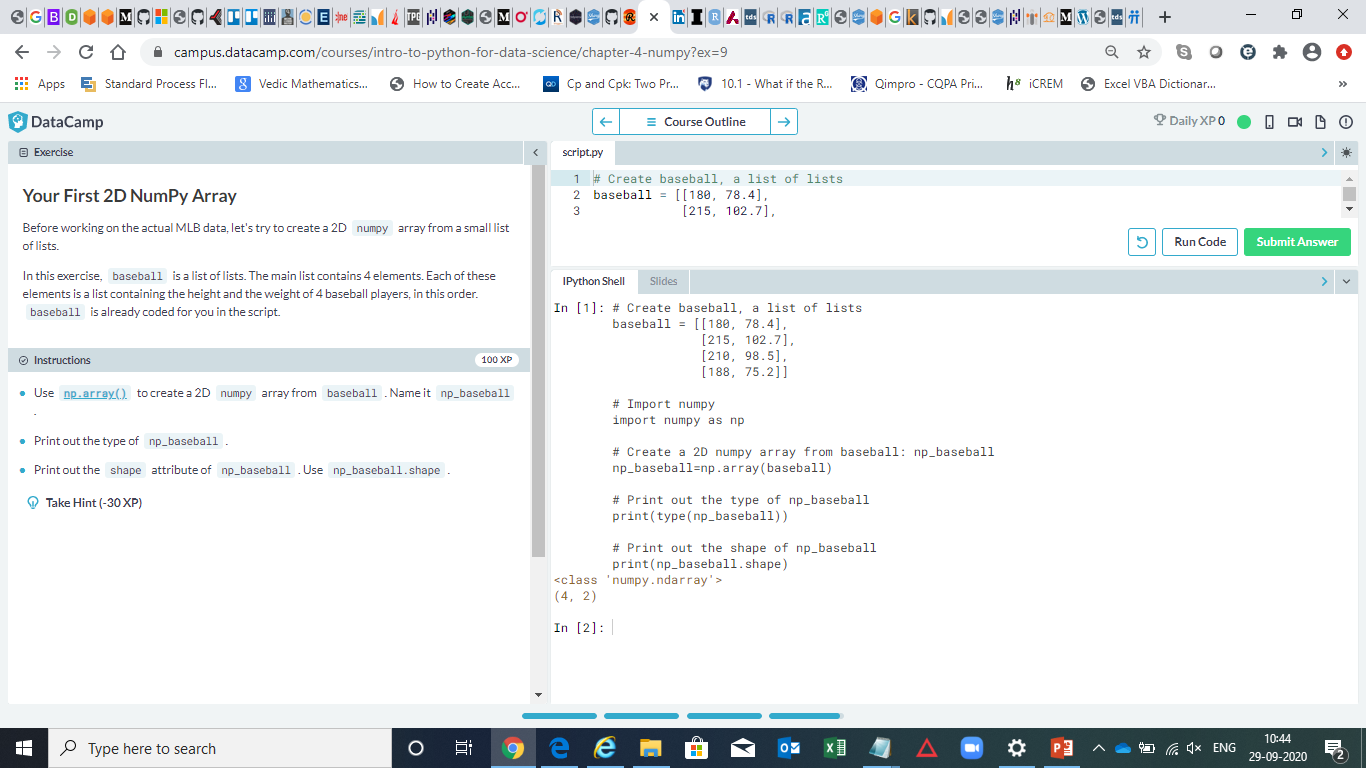 campus.datacamp.com/courses/intro-to-python-for-data-science/chapter-4-numpy?ex=9
Apps Standard Process Fl... Vedic Mathematics... How to Create Acc... Cp and Cpk: Two Pr... 10.1 - What if the R... Qimpro - CQPA Pri... iCREM Excel VBA Dictionar... »
DataCamp
Course Outline
Daily XP 0
Exercise
Your First 2D NumPy Array
Before working on the actual MLB data, let's try to create a 2D numpy array from a small list
of lists.
In this exercise, baseball is a list of lists. The main list contains 4 elements. Each of these
elements is a list containing the height and the weight of 4 baseball players, in this order.
baseball is already coded for you in the script.
Instructions 100 XP
Use np.array() to create a 2D numpy array from baseball . Name it np_baseball
.
Print out the type of np_baseball .
Print out the shape attribute of np_baseball . Use np_baseball.shape .
Take Hint (-30 XP)
script.py
1 # Create baseball, a list of lists
2 baseball = [[180, 78.4],
3 [215, 102.7],
Run Code Submit Answer
IPython Shell Slides
In [1]: # Create baseball, a list of lists
baseball = [[180, 78.4],
[215, 102.7],
[210, 98.5],
[188, 75.2]]
# Import numpy
import numpy as np
# Create a 2D numpy array from baseball: np_baseball
np_baseball=np.array(baseball)
# Print out the type of np_baseball
print(type(np_baseball))
# Print out the shape of np_baseball
print(np_baseball.shape)
<class 'numpy.ndarray'>
(4, 2)
In [2]:
Type here to search
ENG
10:44
29-09-2020
2